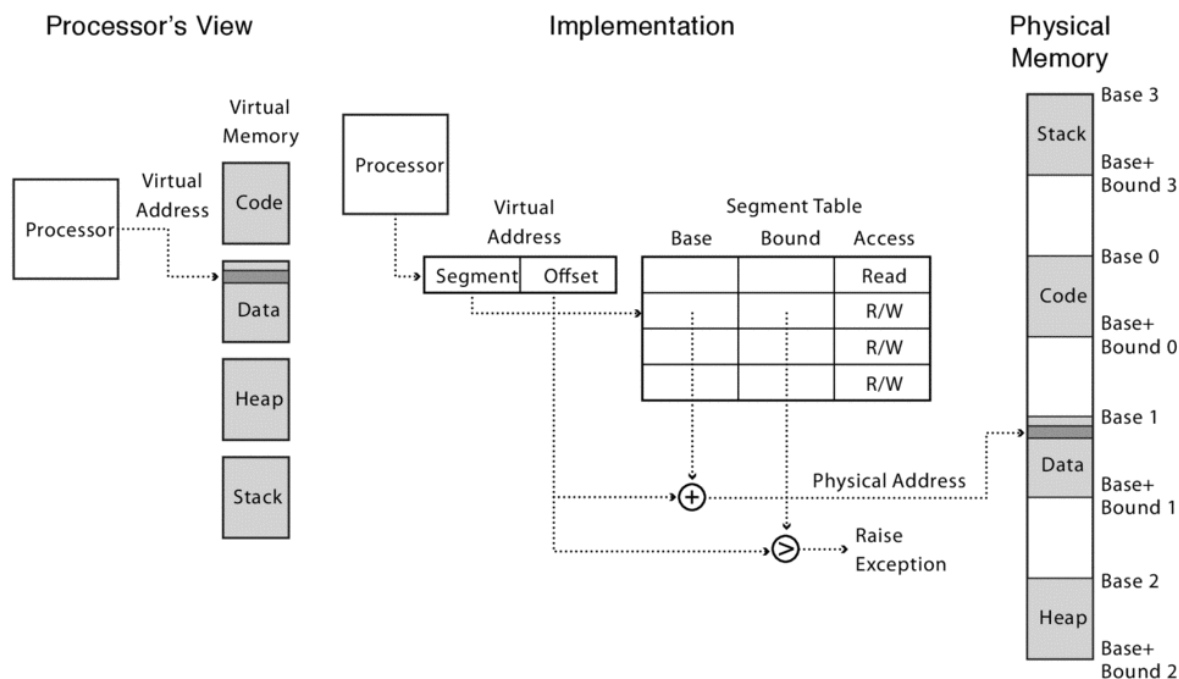 Processor's View
Implementation
Physical
Memory
Virtual
Memory
Processor
Virtual
Address
Code
Data
Heap
Stack
Processor
Virtual
Address
Segment
Offset
Segment Table
Base
Bound
Access
Read
R/W
R/W
R/W
+
Physical Address
>
Raise
Exception
Base 3
Stack
Base+
Bound 3
Base 0
Code
Base+
Bound 0
Base 1
Data
Base+
Bound 1
Base 2
Heap
Base+
Bound 2